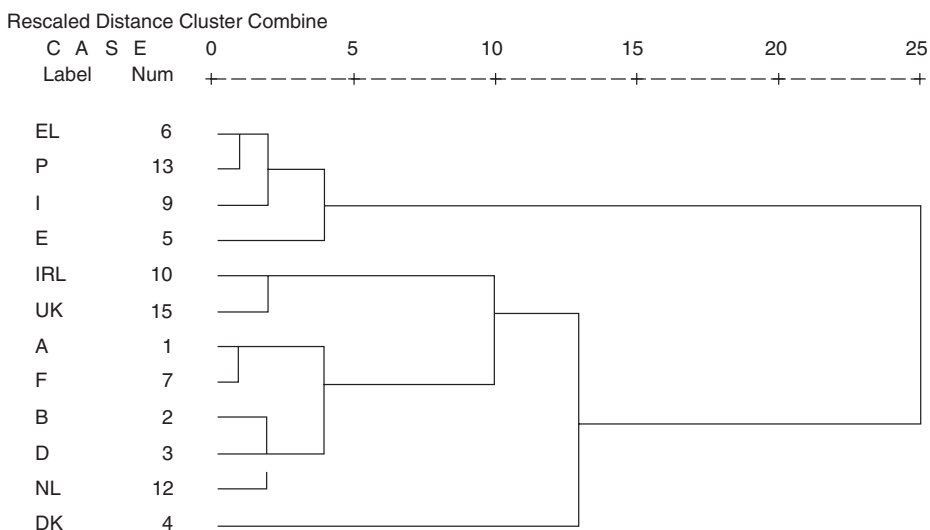 Rescaled Distance Cluster Combine
C A S E 0 5 10 15 20 25
Label Num
EL 6
P 13
I 9
E 5
IRL 10
UK 15
A 1
F 7
B 2
D 3
NL 12
DK 4